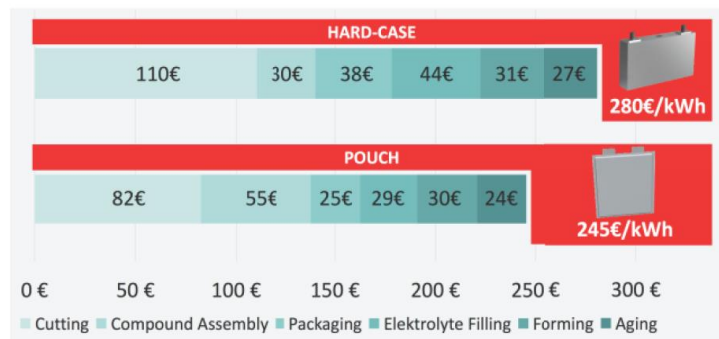 HARD-CASE
110€ 30€ 38€ 44€ 31€ 27€
280€/kWh
POUCH
82€ 55€ 25€ 29€ 30€ 24€
245€/kWh
0 € 50 € 100 € 150 € 200 € 250 € 300 €
Cutting Compound Assembly Packaging Elektrolyte Filling Forming Aging